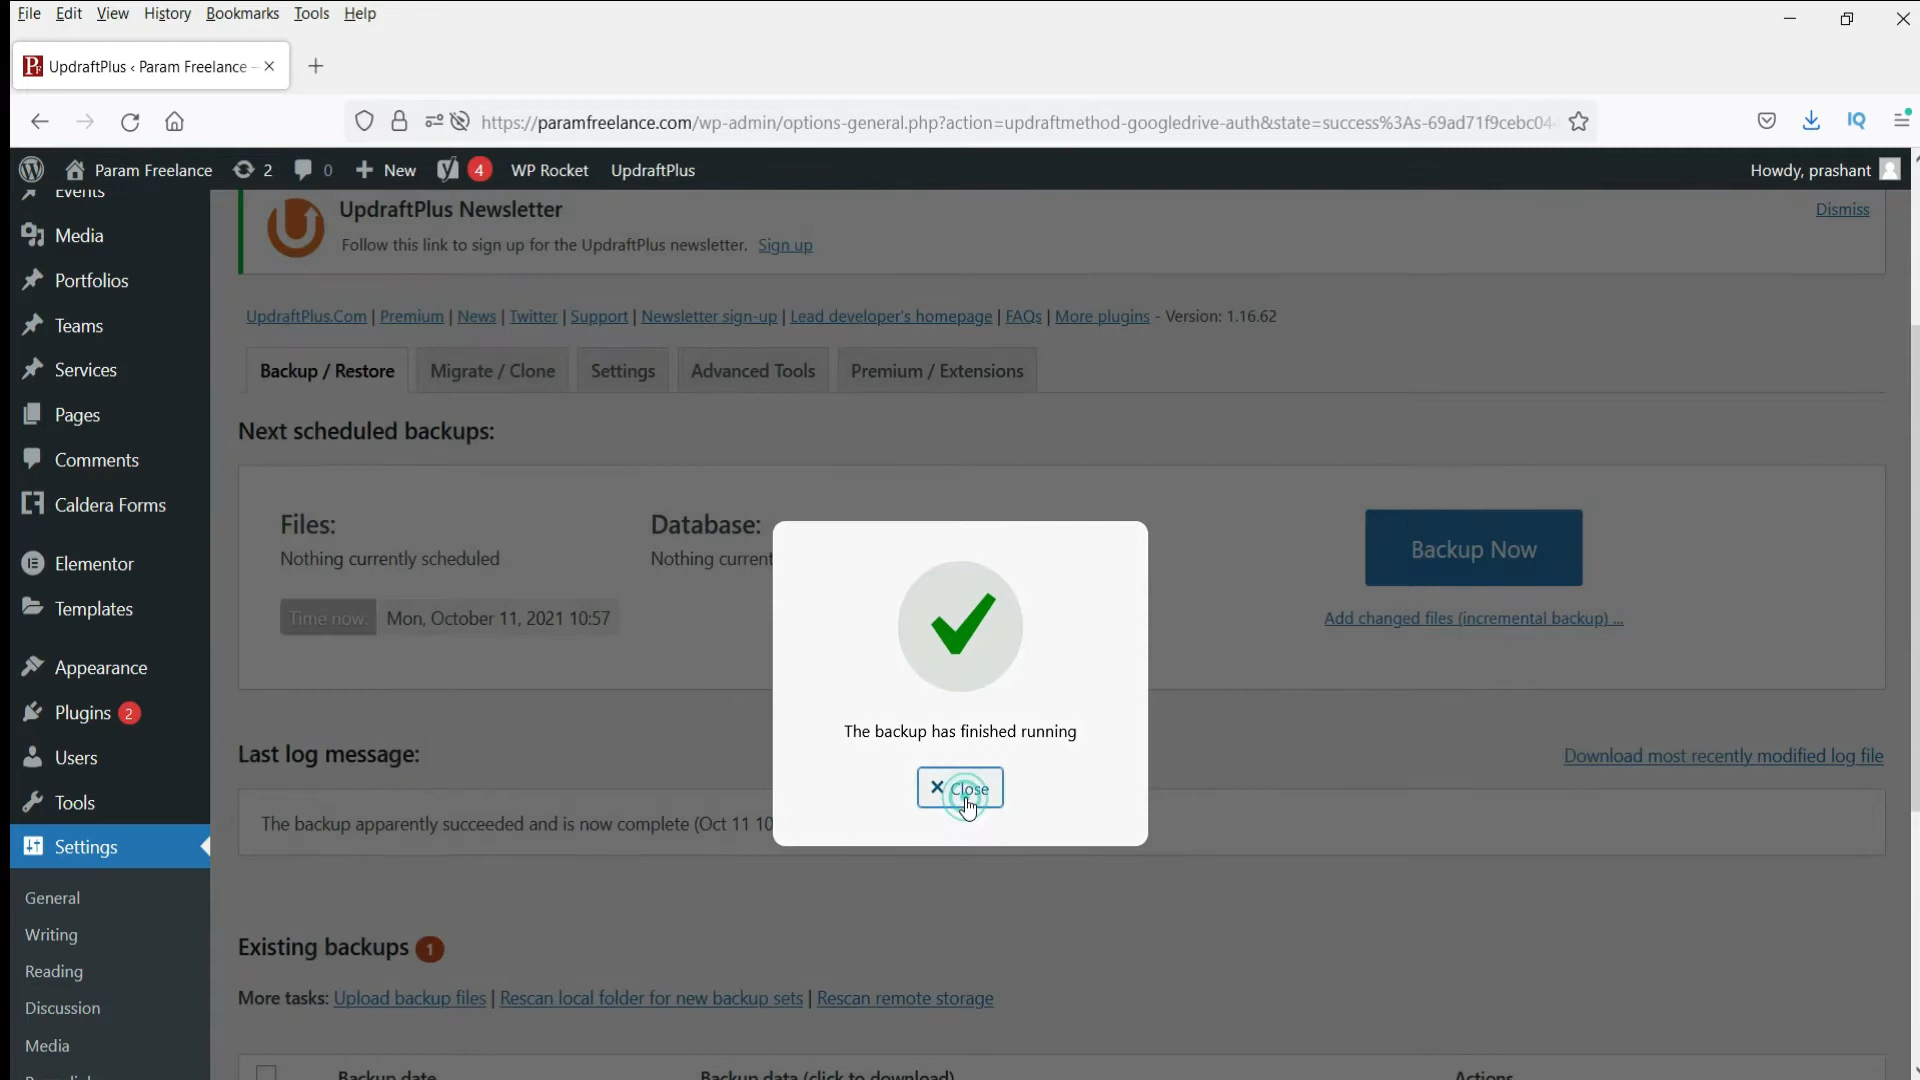 File Edit View History Bookmarks Tools Help
UpdraftPlus ‹ Param Freelance –
https://paramfreelance.com/wp-admin/options-general.php?action=updraftmethod-googledrive-auth&state=success%3As-69ad71f9cebc04
IQ
Param Freelance 2 0 New 4 WP Rocket UpdraftPlus Howdy, prashant
Events
Media
Portfolios
Teams
Services
Pages
Comments
Caldera Forms
Elementor
Templates
Appearance
Plugins 2
Users
Tools
Settings
General
Writing
Reading
Discussion
Media
UpdraftPlus Newsletter
Dismiss
Follow this link to sign up for the UpdraftPlus newsletter. Sign up
UpdraftPlus.Com | Premium | News | Twitter | Support | Newsletter sign-up | Lead developer's homepage | FAQs | More plugins - Version: 1.16.62
Backup / Restore Migrate / Clone Settings Advanced Tools Premium / Extensions
Next scheduled backups:
Files:
Nothing currently scheduled
Database:
Nothing current
Time now: Mon, October 11, 2021 10:57
Backup Now
Add changed files (incremental backup) ...
The backup has finished running
Close
Last log message:
Download most recently modified log file
The backup apparently succeeded and is now complete (Oct 11 10
Existing backups 1
More tasks: Upload backup files | Rescan local folder for new backup sets | Rescan remote storage
Backup date Backup data (click to download) Actions